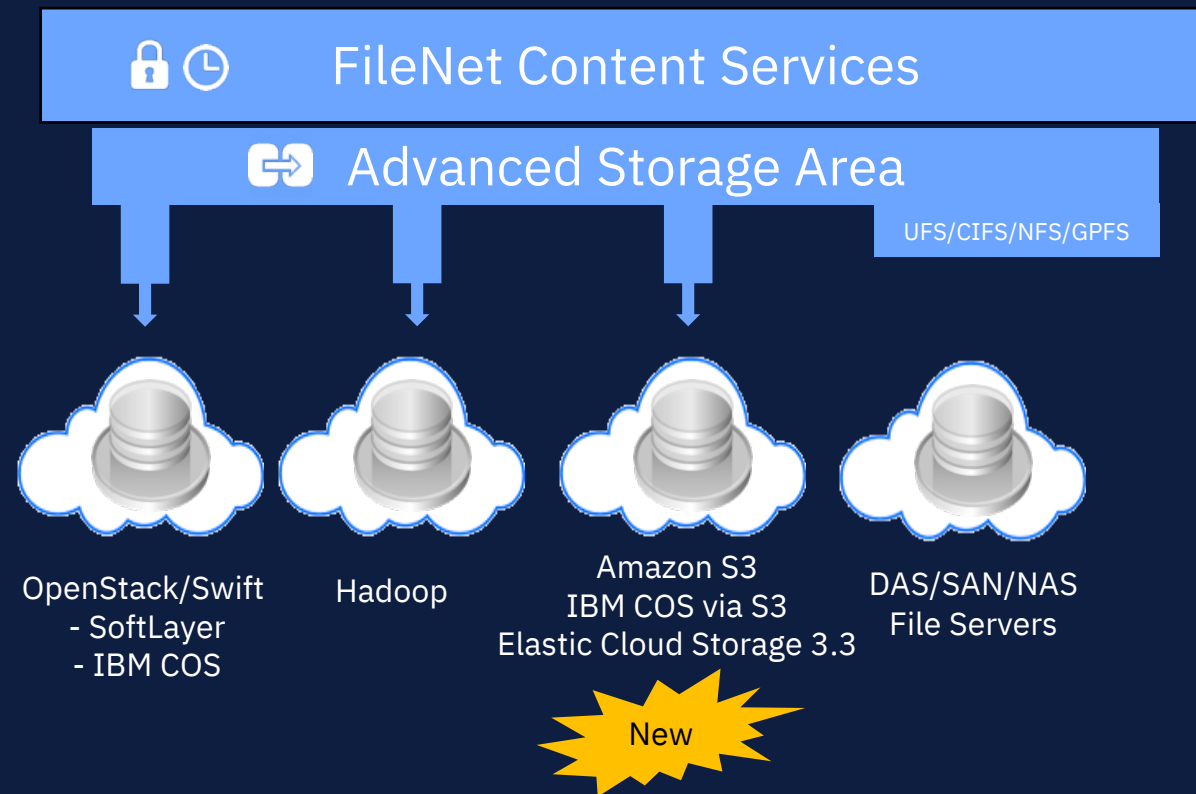 FileNet Content Services
Advanced Storage Area
UFS/CIFS/NFS/GPFS
OpenStack/Swift
- SoftLayer
- IBM COS
Hadoop
Amazon S3
IBM COS via S3
Elastic Cloud Storage 3.3
DAS/SAN/NAS
File Servers
New